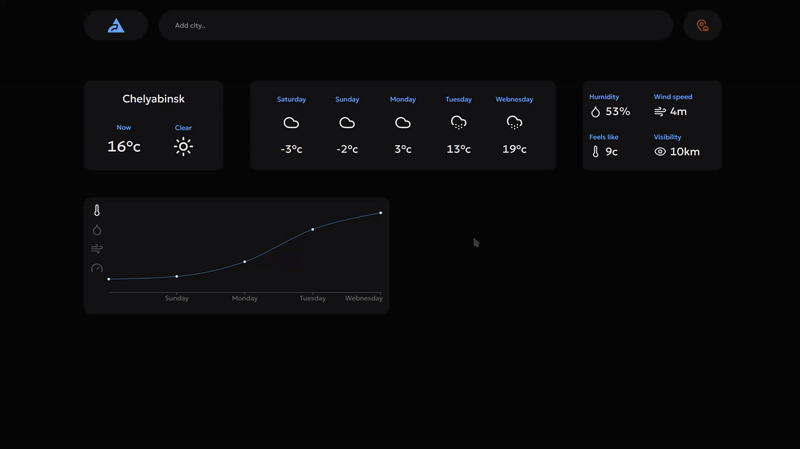 Add city..
Chelyabinsk
Now
Clear
16°c
Saturday
Sunday
Monday
Tuesday
Webnesday
-3°c
-2°c
3°c
13°c
19°c
Humidity
Wind speed
53%
4m
Feels like
Visibility
9c
10km
Sunday
Monday
Tuesday
Webnesday